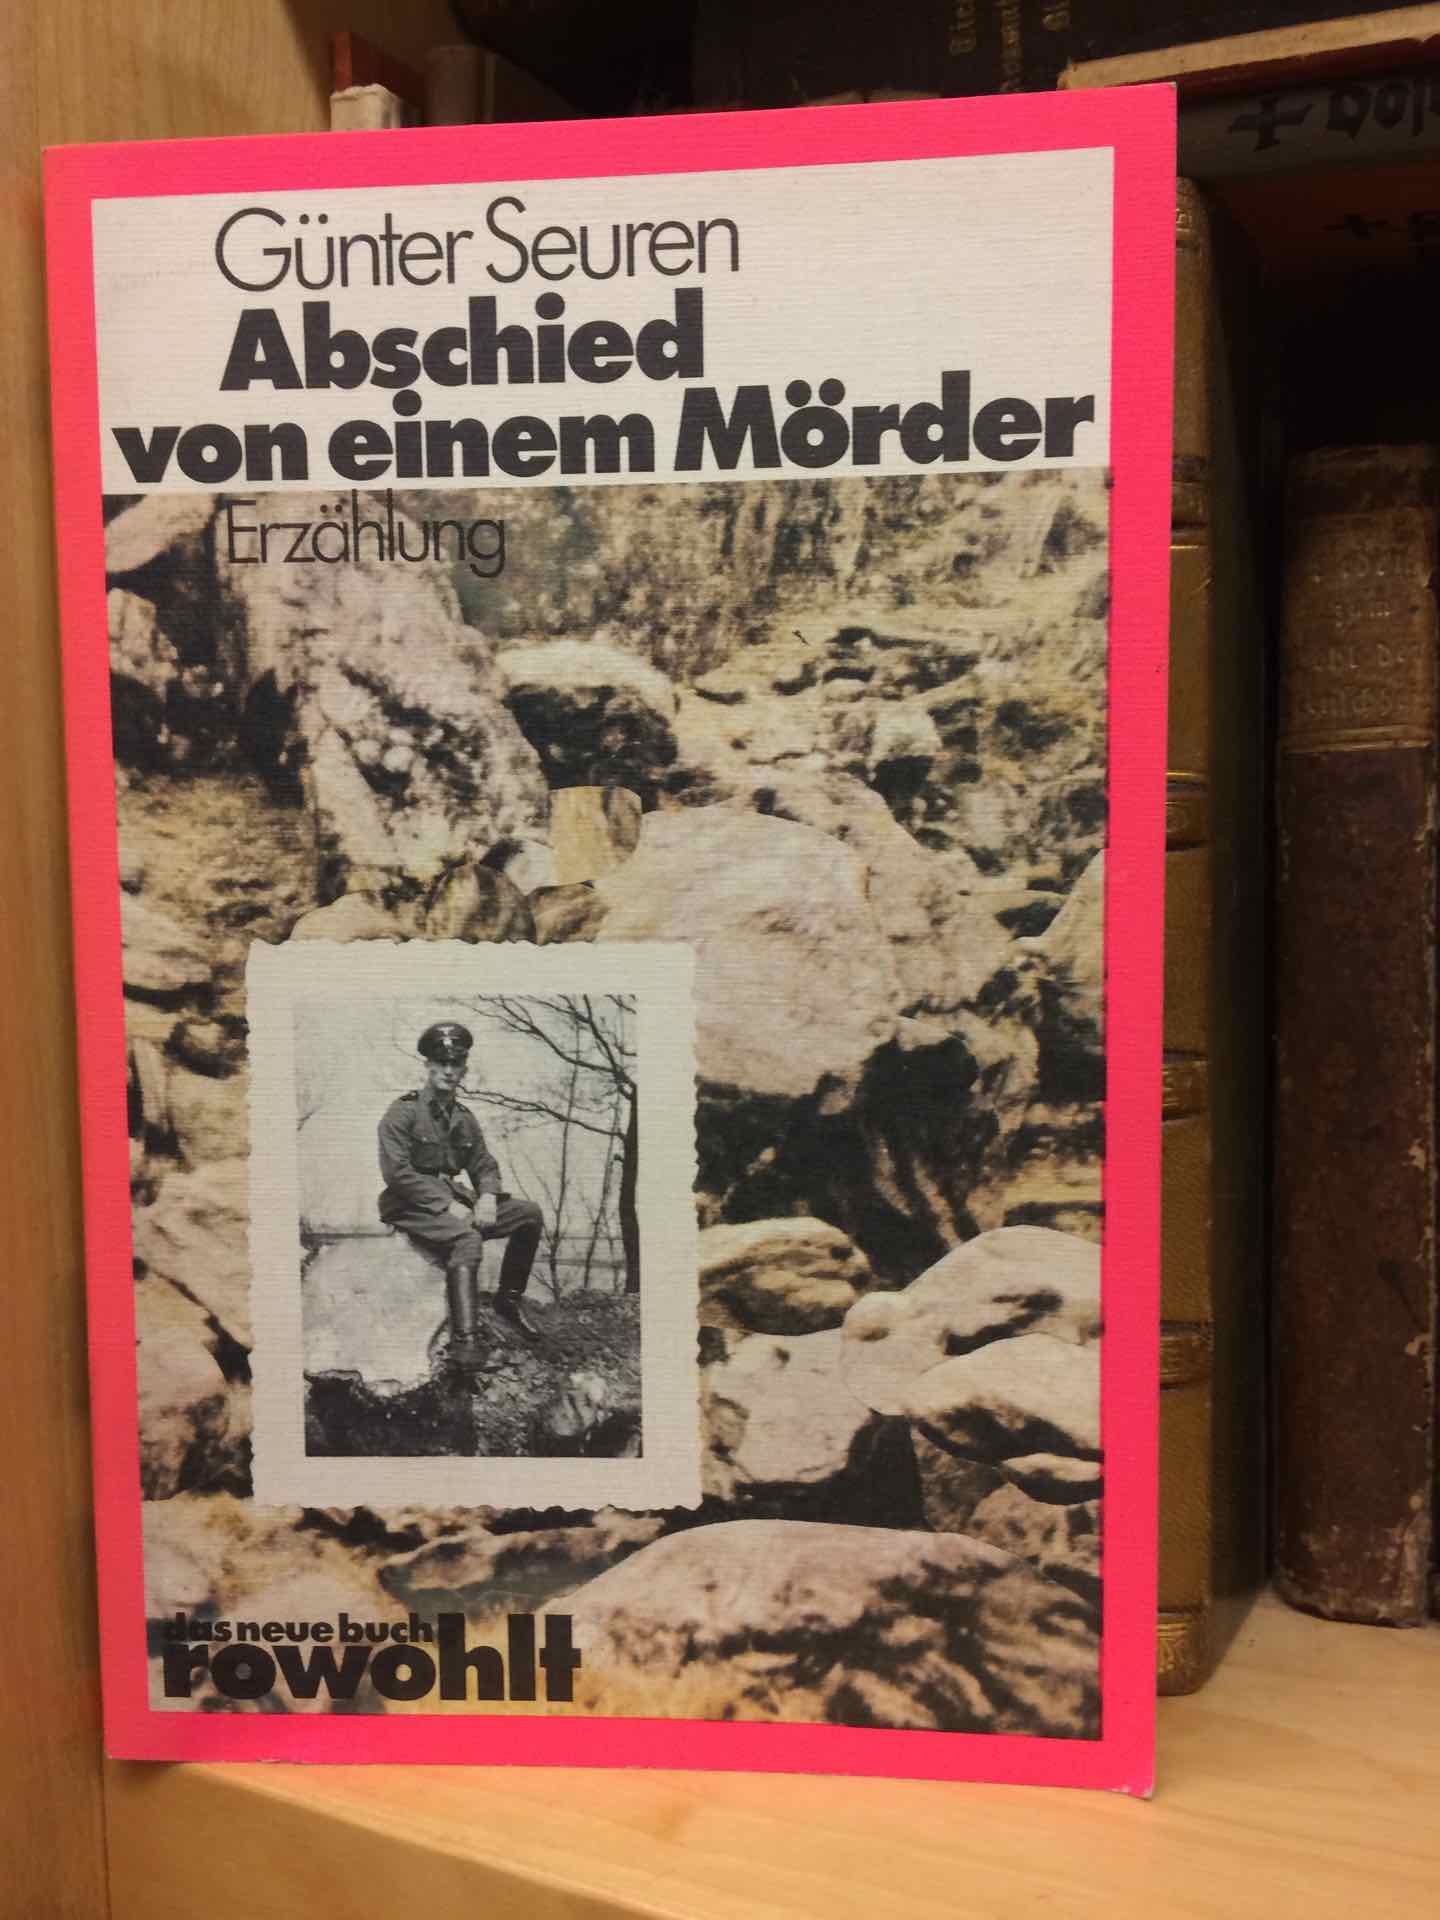 Günter Seuren
Abschied
von einem Mörder
Erzählung
das neue buch
rowohlt